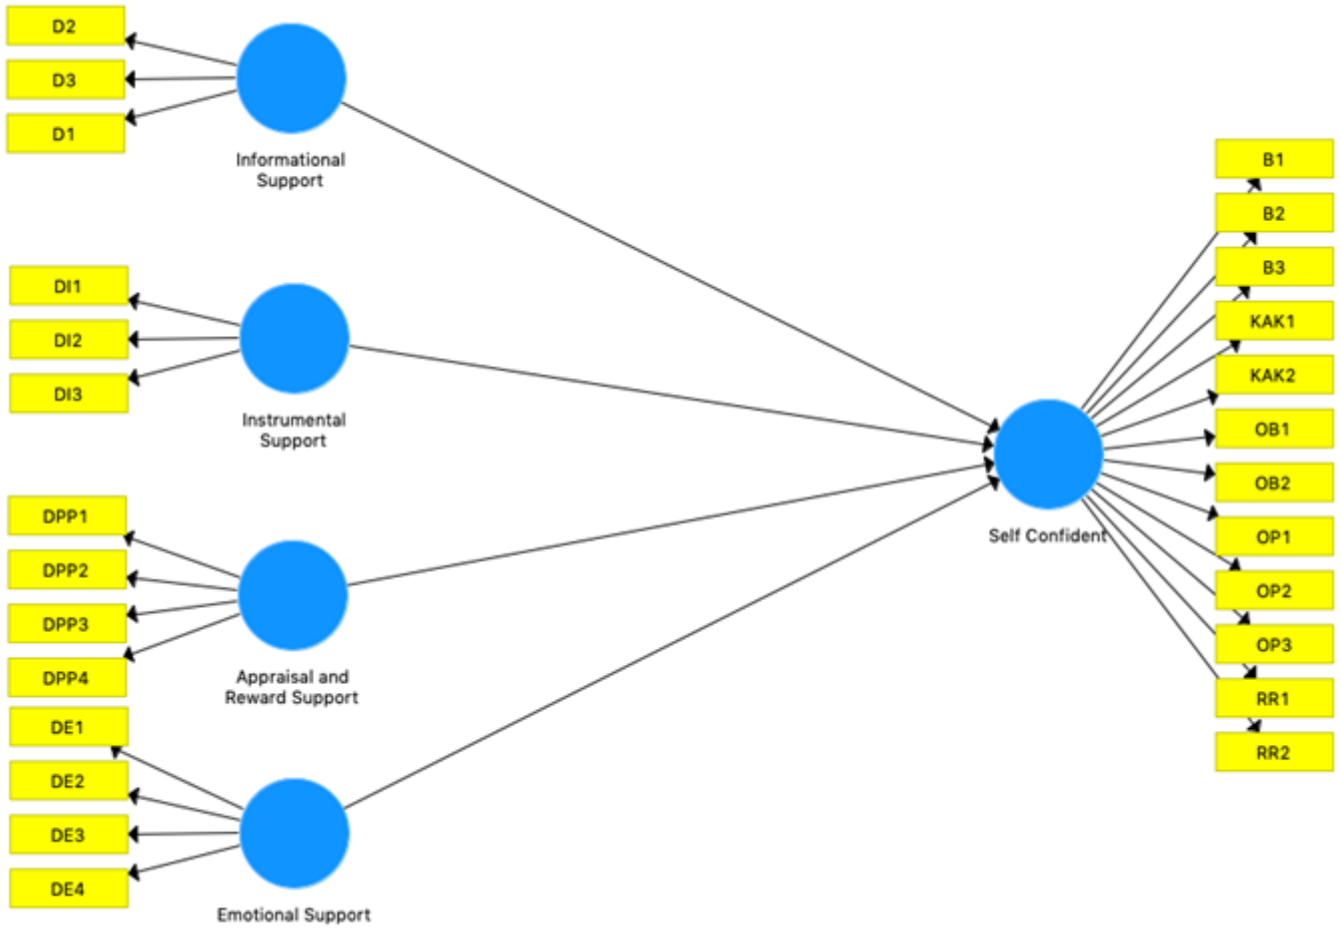 D2
D3
D1
Informational
Support
DI1
DI2
DI3
Instrumental
Support
DPP1
DPP2
DPP3
DPP4
Appraisal and
Reward Support
DE1
DE2
DE3
DE4
Emotional Support
Self Confident
B1
B2
B3
KAK1
KAK2
OB1
OB2
OP1
OP2
OP3
RR1
RR2